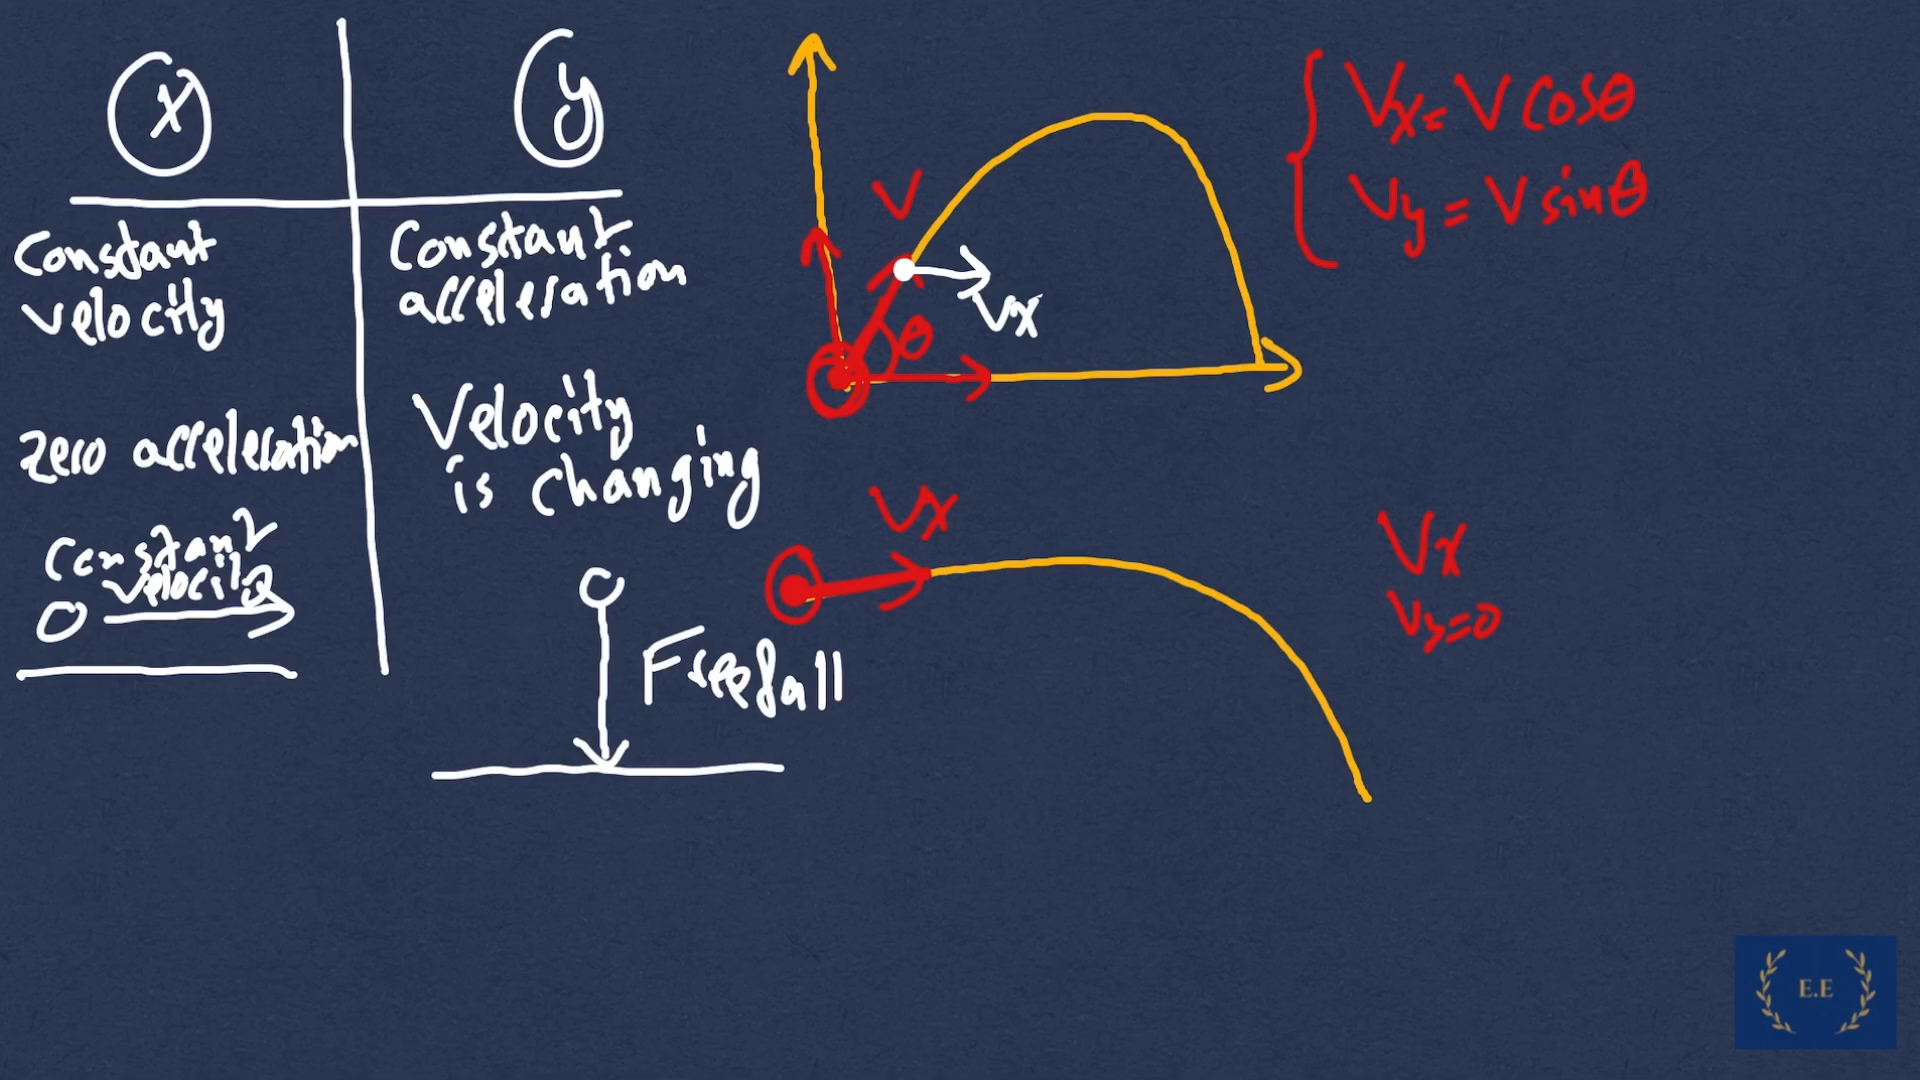 x
y
Constant
velocity
Constant
acceleration
zero acceleration
Velocity
is changing
Constant
velocity
Freefall
V
Vx
θ
Vx = V cosθ
Vy = V sinθ
Vx
Vx
Vy=0
E.E